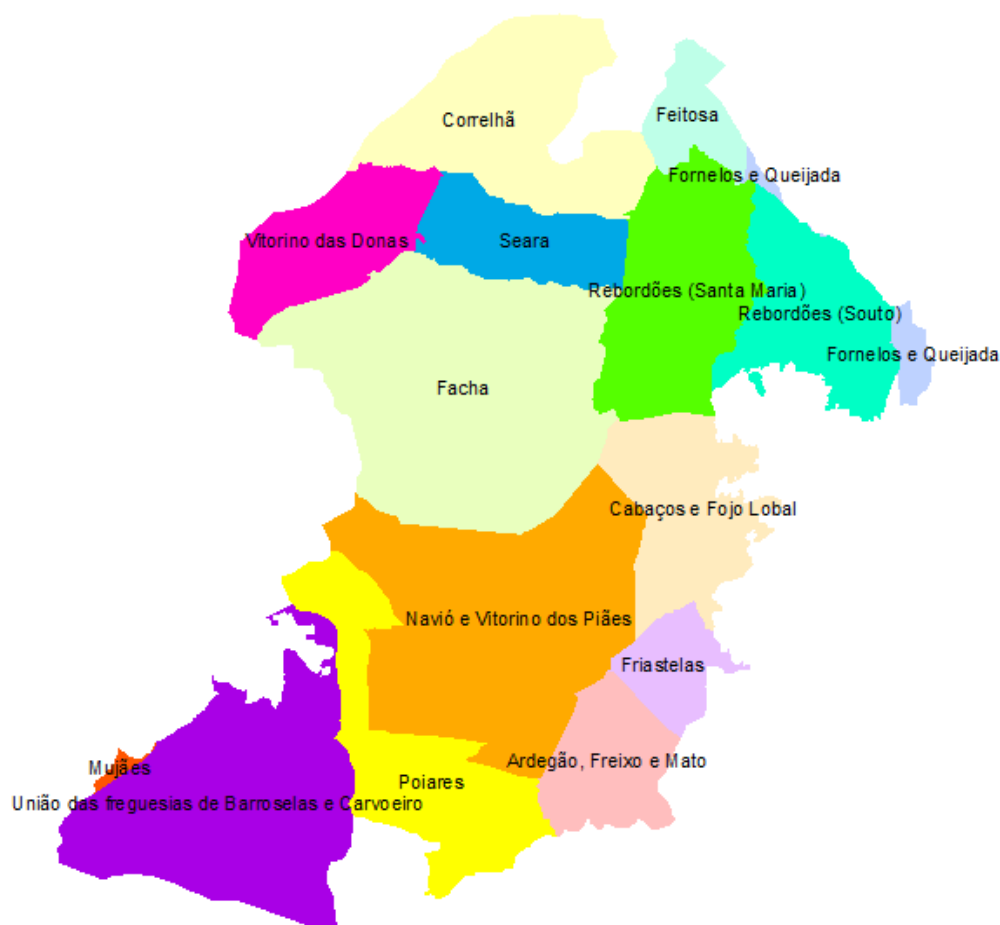 Correlhã
Feitosa
Fornelos e Queijada
Vitorino das Donas
Seara
Rebordões (Santa Maria)
Rebordões (Souto)
Fornelos e Queijada
Facha
Cabaços e Fojo Lobal
Navió e Vitorino dos Piães
Friastelas
Ardegão, Freixo e Mato
Mujães
Poiares
União das freguesias de Barroselas e Carvoeiro